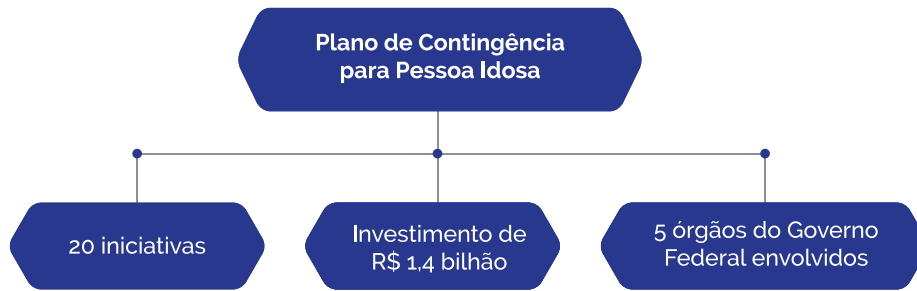 Plano de Contingência
para Pessoa Idosa
20 iniciativas
Investimento de
R$ 1,4 bilhão
5 órgãos do Governo
Federal envolvidos